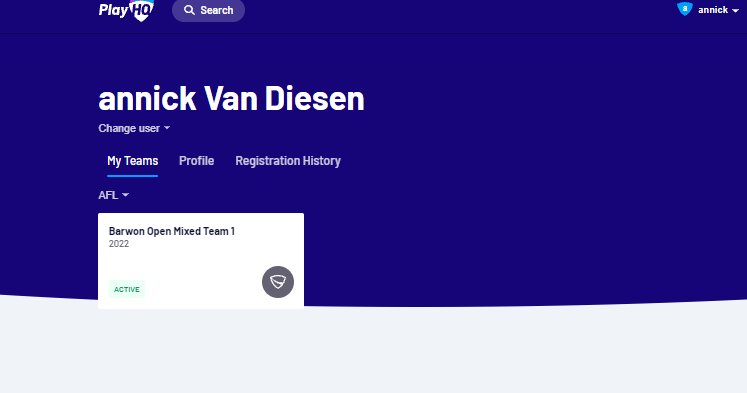 PlayHQ Search annick
annick Van Diesen
Change user
My Teams Profile Registration History
AFL
Barwon Open Mixed Team 1
2022
ACTIVE